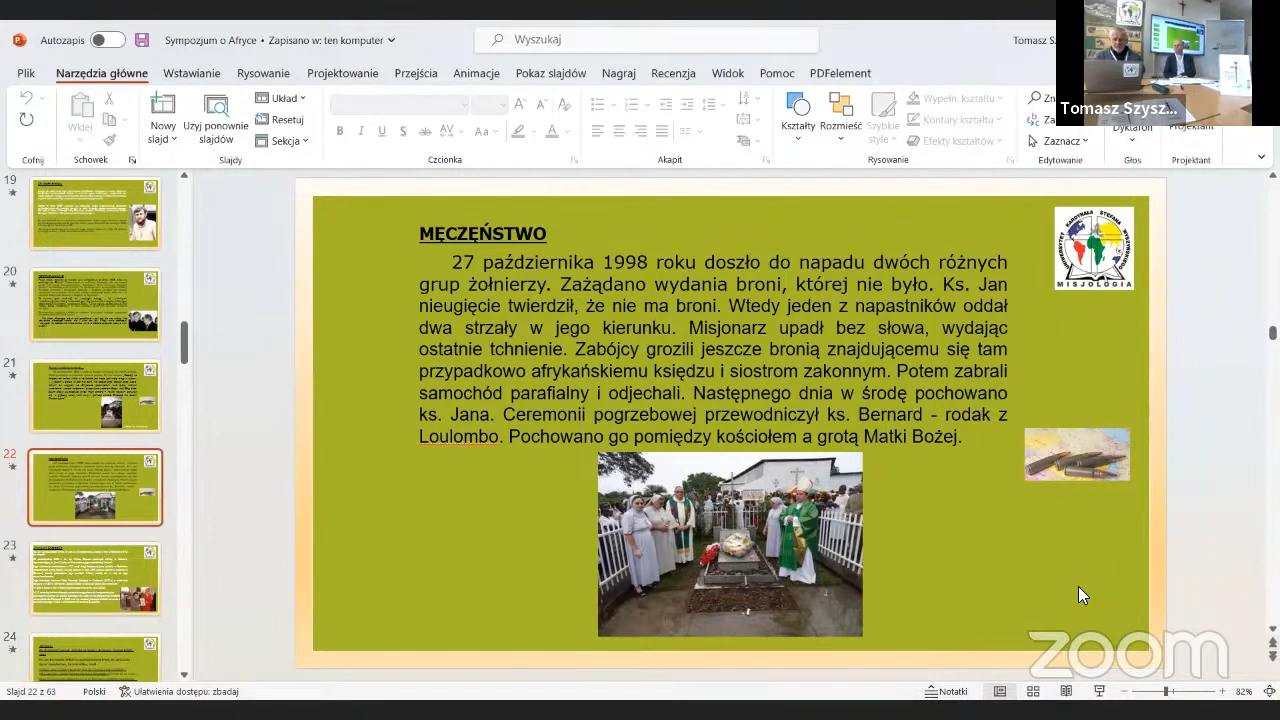 Autozapis
Sympozjum o Afryce • Zapisano w: ten komputer
Wyszukaj
Tomasz Sz
Tomasz Szysz...
Plik Narzędzia główne Wstawianie Rysowanie Projektowanie Przejścia Animacje Pokaz slajdów Nagraj Recenzja Widok Pomoc PDFelement
Wklej
Nowy slajd
Użyj ponownie slajdów
Układ
Resetuj
Sekcja
Kształty
Rozmieść
Szybkie style
Wypełn. kształtu
Kontury kształtu
Efekty kształtów
Zaznacz
Dyktafon
Projektant
Cofnij Schowek Slajdy Czcionka Akapit Rysowanie Edytowanie Głos Projektant
19
20
21
22
23
24
MĘCZEŃSTWO
27 października 1998 roku doszło do napadu dwóch różnych
grup żołnierzy. Zażądano wydania broni, której nie było. Ks. Jan
nieugięcie twierdził, że nie ma broni. Wtedy jeden z napastników oddał
dwa strzały w jego kierunku. Misjonarz upadł bez słowa, wydając
ostatnie tchnienie. Zabójcy grozili jeszcze bronią znajdującemu się tam
przypadkowo afrykańskiemu księdzu i siostrom zakonnym. Potem zabrali
samochód parafialny i odjechali. Następnego dnia w środę pochowano
ks. Jana. Ceremonii pogrzebowej przewodniczył ks. Bernard - rodak z
Loulombo. Pochowano go pomiędzy kościołem a grotą Matki Bożej.
UNIWERSYTET KARDYNAŁA STEFANA WYSZYŃSKIEGO
MISJOLOGIA
zoom
Slajd 22 z 63 Polski Ułatwienia dostępu: zbadaj Notatki 82%